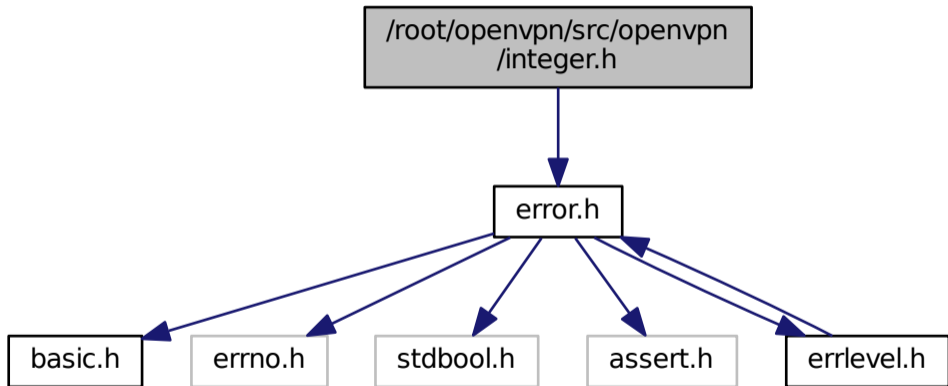 /root/openvpn/src/openvpn
/integer.h
error.h
basic.h
errno.h
stdbool.h
assert.h
errlevel.h